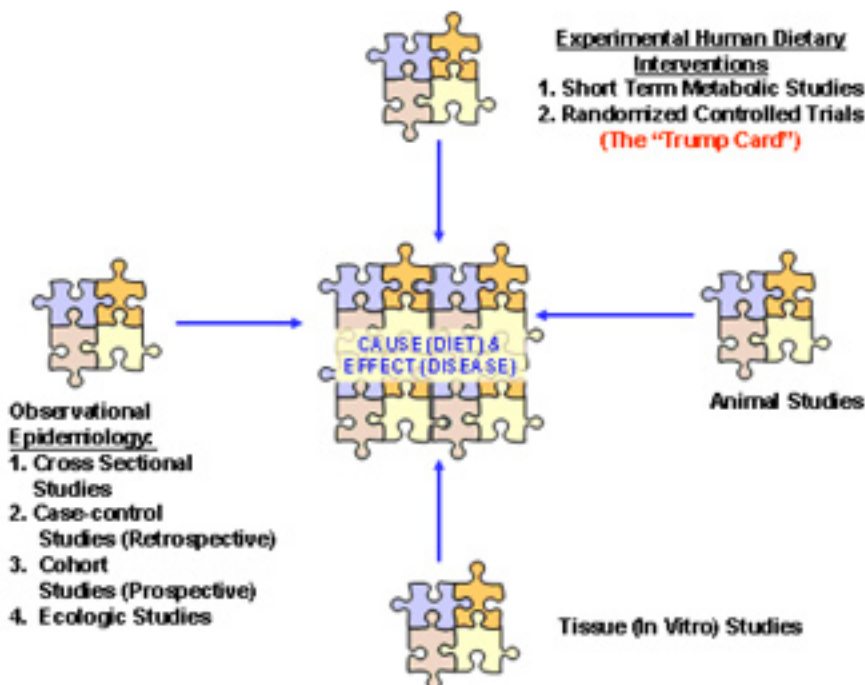 Experimental Human Dietary
Interventions
1. Short Term Metabolic Studies
2. Randomized Controlled Trials
(The "Trump Card")
CAUSE (DIET) &
EFFECT (DISEASE)
Observational
Epidemiology:
1. Cross Sectional
Studies
2. Case-control
Studies (Retrospective)
3. Cohort
Studies (Prospective)
4. Ecologic Studies
Animal Studies
Tissue (In Vitro) Studies